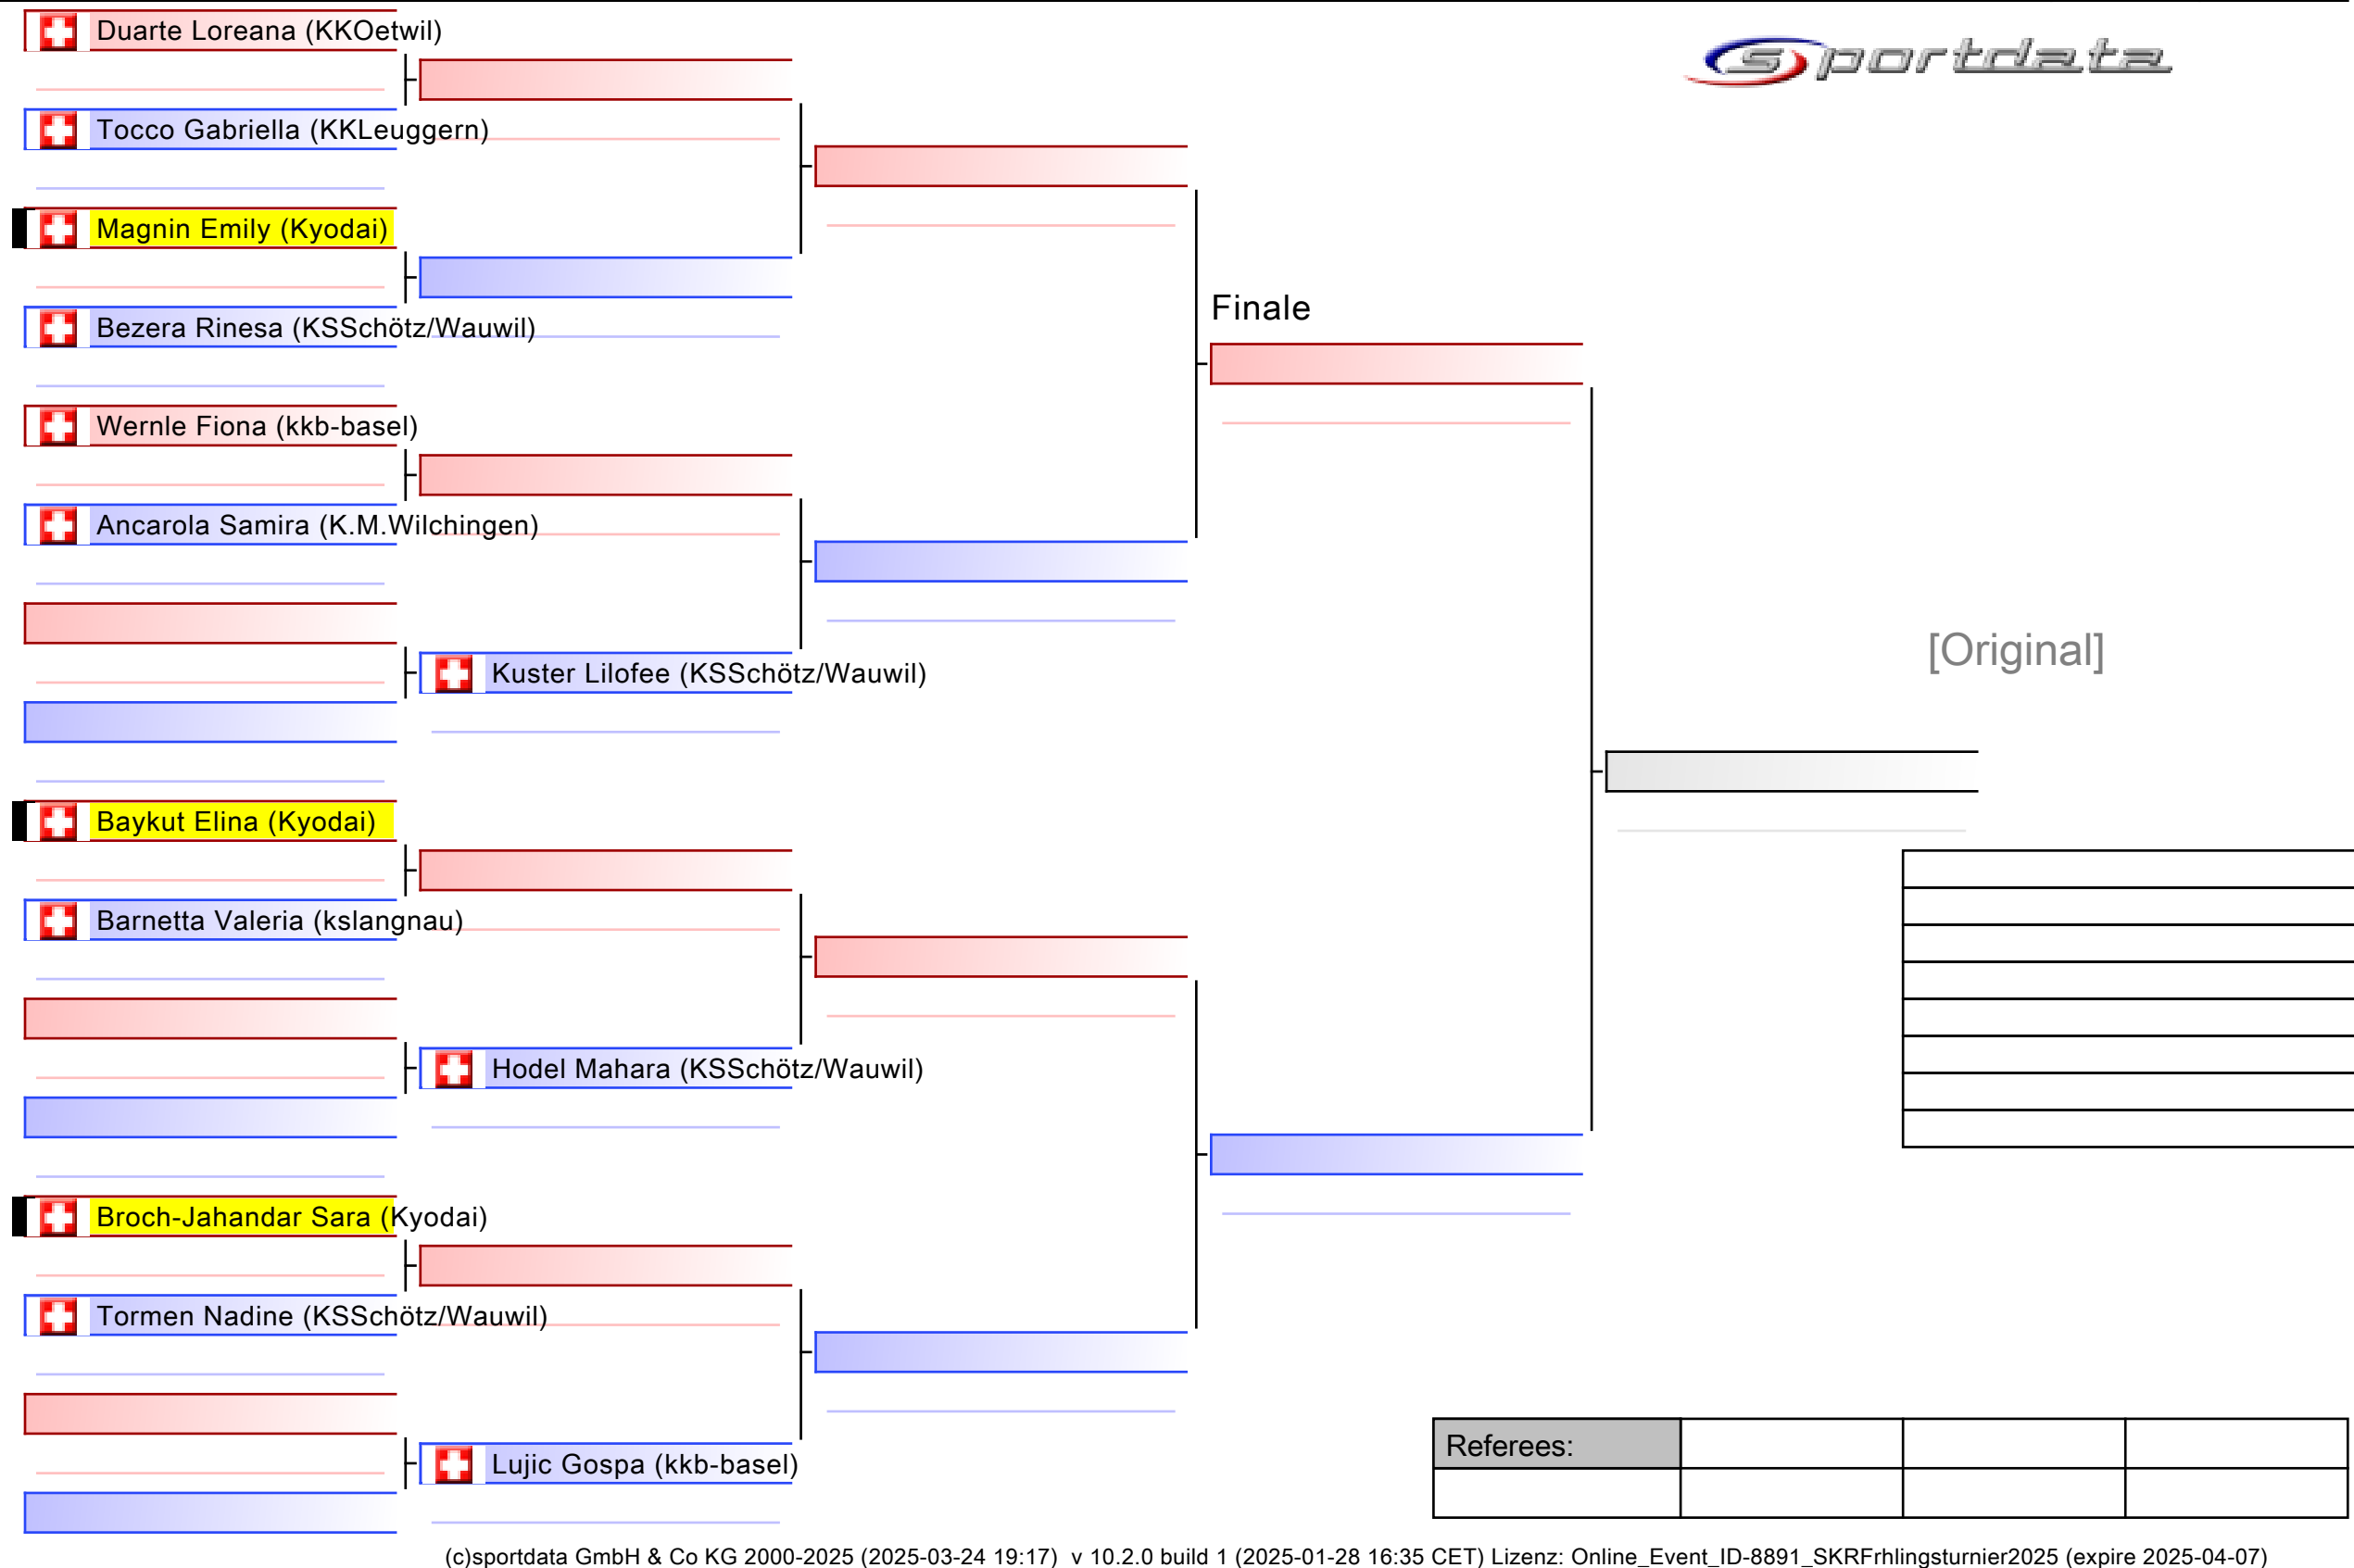 Duarte Loreana (KKOetwil)
sportdata
Tocco Gabriella (KKLeuggern)
Magnin Emily (Kyodai)
Bezera Rinesa (KSSchötz/Wauwil)
Finale
Wernle Fiona (kkb-basel)
Ancarola Samira (K.M.Wilchingen)
Kuster Lilofee (KSSchötz/Wauwil)
[Original]
Baykut Elina (Kyodai)
Barnetta Valeria (kslangnau)
Hodel Mahara (KSSchötz/Wauwil)
Broch-Jahandar Sara (Kyodai)
Tormen Nadine (KSSchötz/Wauwil)
Lujic Gospa (kkb-basel)
Referees:
(c)sportdata GmbH & Co KG 2000-2025 (2025-03-24 19:17) v 10.2.0 build 1 (2025-01-28 16:35 CET) Lizenz: Online_Event_ID-8891_SKRFrhlingsturnier2025 (expire 2025-04-07)